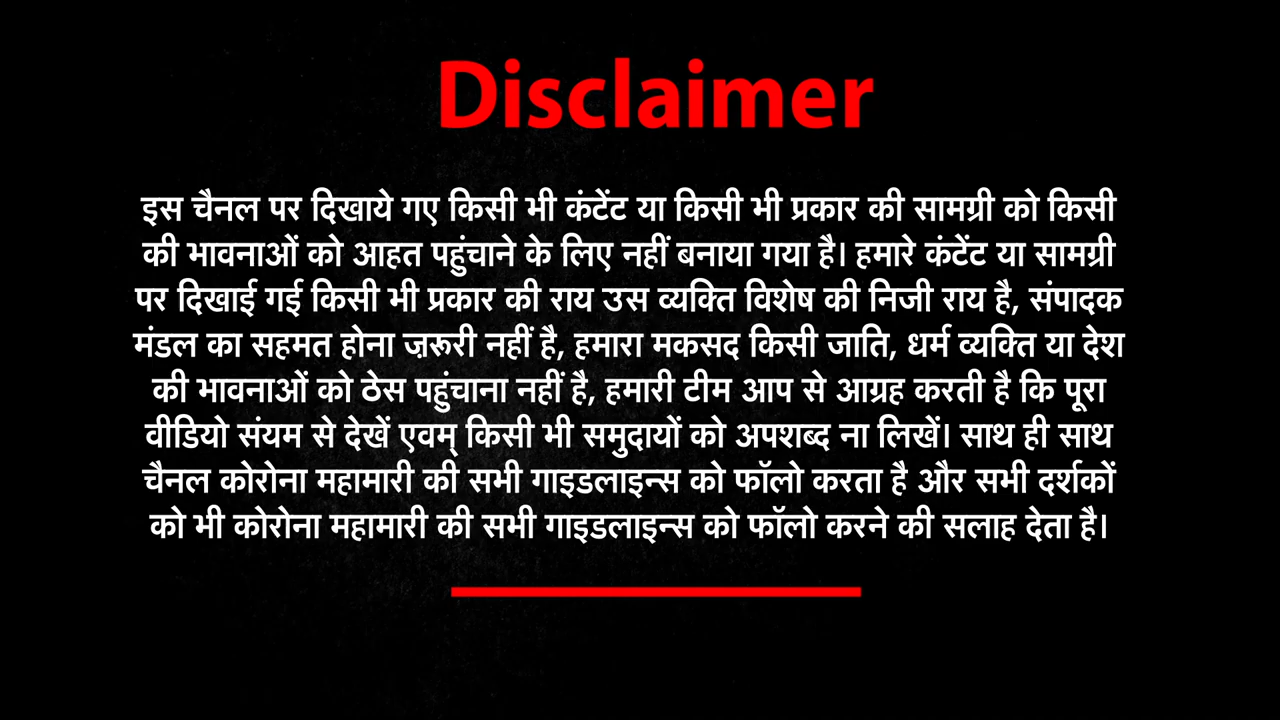 Disclaimer
इस चैनल पर दिखाये गए किसी भी कंटेंट या किसी भी प्रकार की सामग्री को किसी
की भावनाओं को आहत पहुंचाने के लिए नहीं बनाया गया है। हमारे कंटेंट या सामग्री
पर दिखाई गई किसी भी प्रकार की राय उस व्यक्ति विशेष की निजी राय है, संपादक
मंडल का सहमत होना ज़रूरी नहीं है, हमारा मकसद किसी जाति, धर्म व्यक्ति या देश
की भावनाओं को ठेस पहुंचाना नहीं है, हमारी टीम आप से आग्रह करती है कि पूरा
वीडियो संयम से देखें एवम् किसी भी समुदायों को अपशब्द ना लिखें। साथ ही साथ
चैनल कोरोना महामारी की सभी गाइडलाइन्स को फॉलो करता है और सभी दर्शकों
को भी कोरोना महामारी की सभी गाइडलाइन्स को फॉलो करने की सलाह देता है।